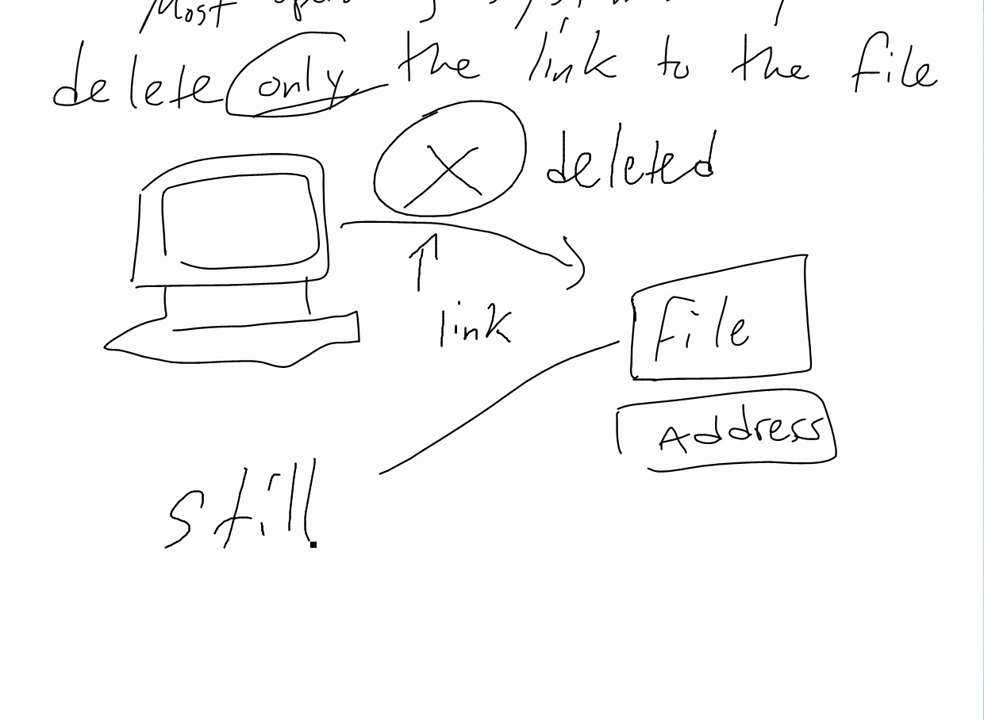 Most
delete only the link to the file
deleted
link
File
Address
still